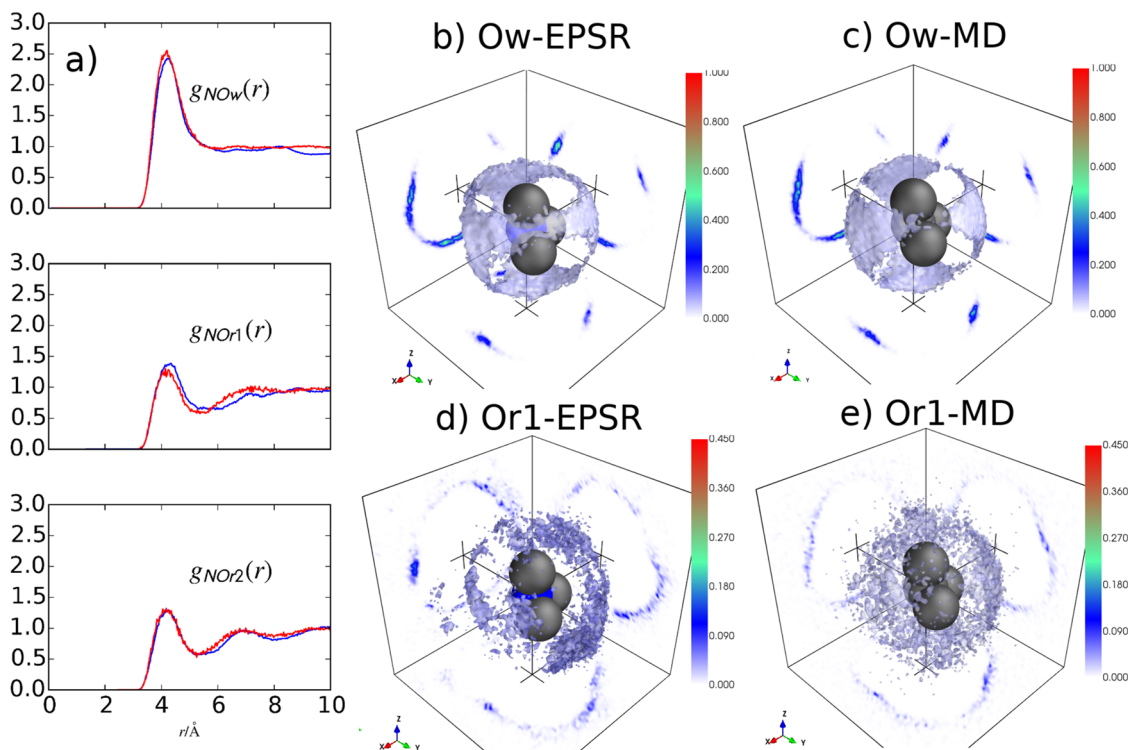 a)
3.0
2.5
2.0
1.5
1.0
0.5
0.0
g_NOw(r)
3.0
2.5
2.0
1.5
1.0
0.5
0.0
g_NOr1(r)
3.0
2.5
2.0
1.5
1.0
0.5
0.0
g_NOr2(r)
0 2 4 6 8 10
r/Å
b) Ow-EPSR
1.000
0.800
0.600
0.400
0.200
0.000
Z
X Y
c) Ow-MD
1.000
0.800
0.600
0.400
0.200
0.000
z
X Y
d) Or1-EPSR
0.450
0.360
0.270
0.180
0.090
0.000
Z
X Y
e) Or1-MD
0.450
0.360
0.270
0.180
0.090
0.000
Z
X Y